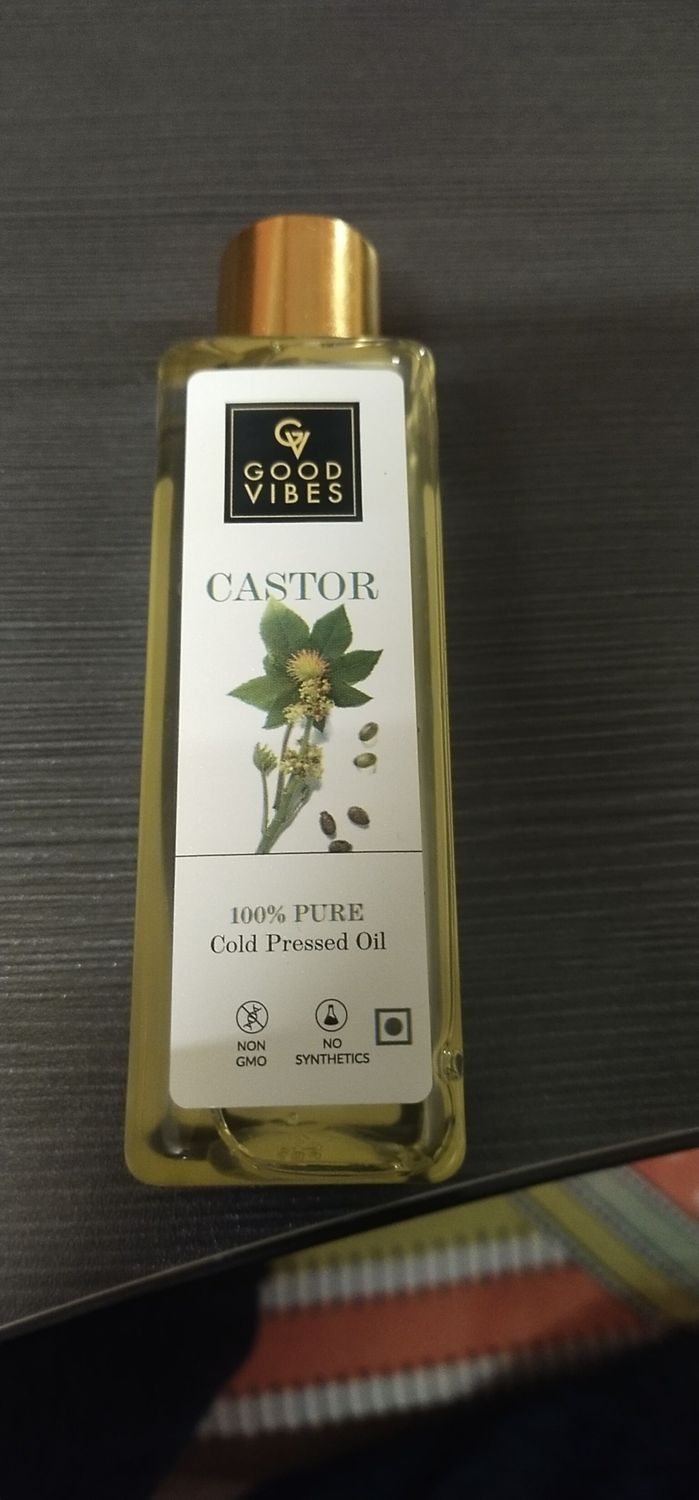 GV
GOOD
VIBES
CASTOR
100% PURE
Cold Pressed Oil
NON
GMO
NO
SYNTHETICS